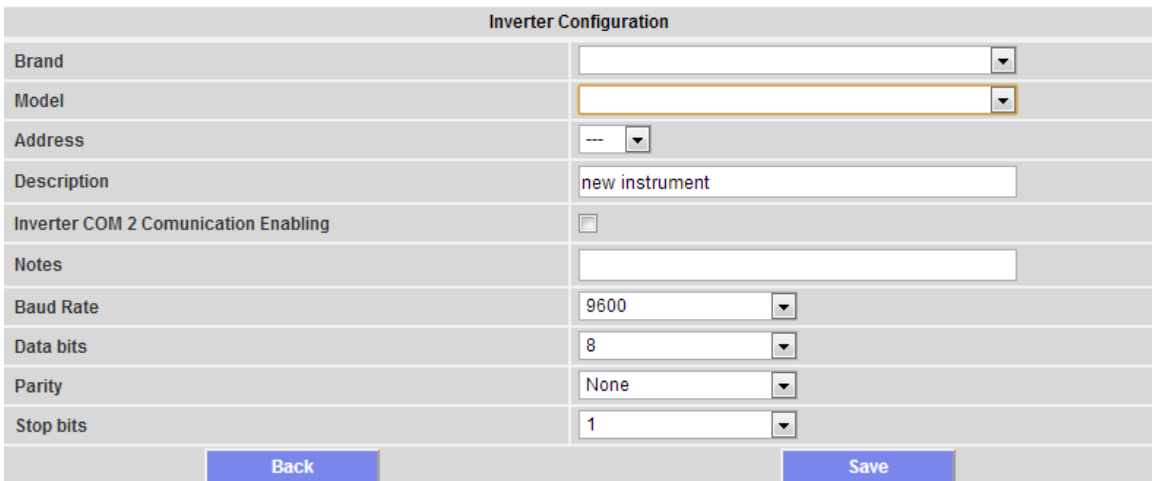 Inverter Configuration
Brand
Model
Address ---
Description new instrument
Inverter COM 2 Comunication Enabling
Notes
Baud Rate 9600
Data bits 8
Parity None
Stop bits 1
Back Save